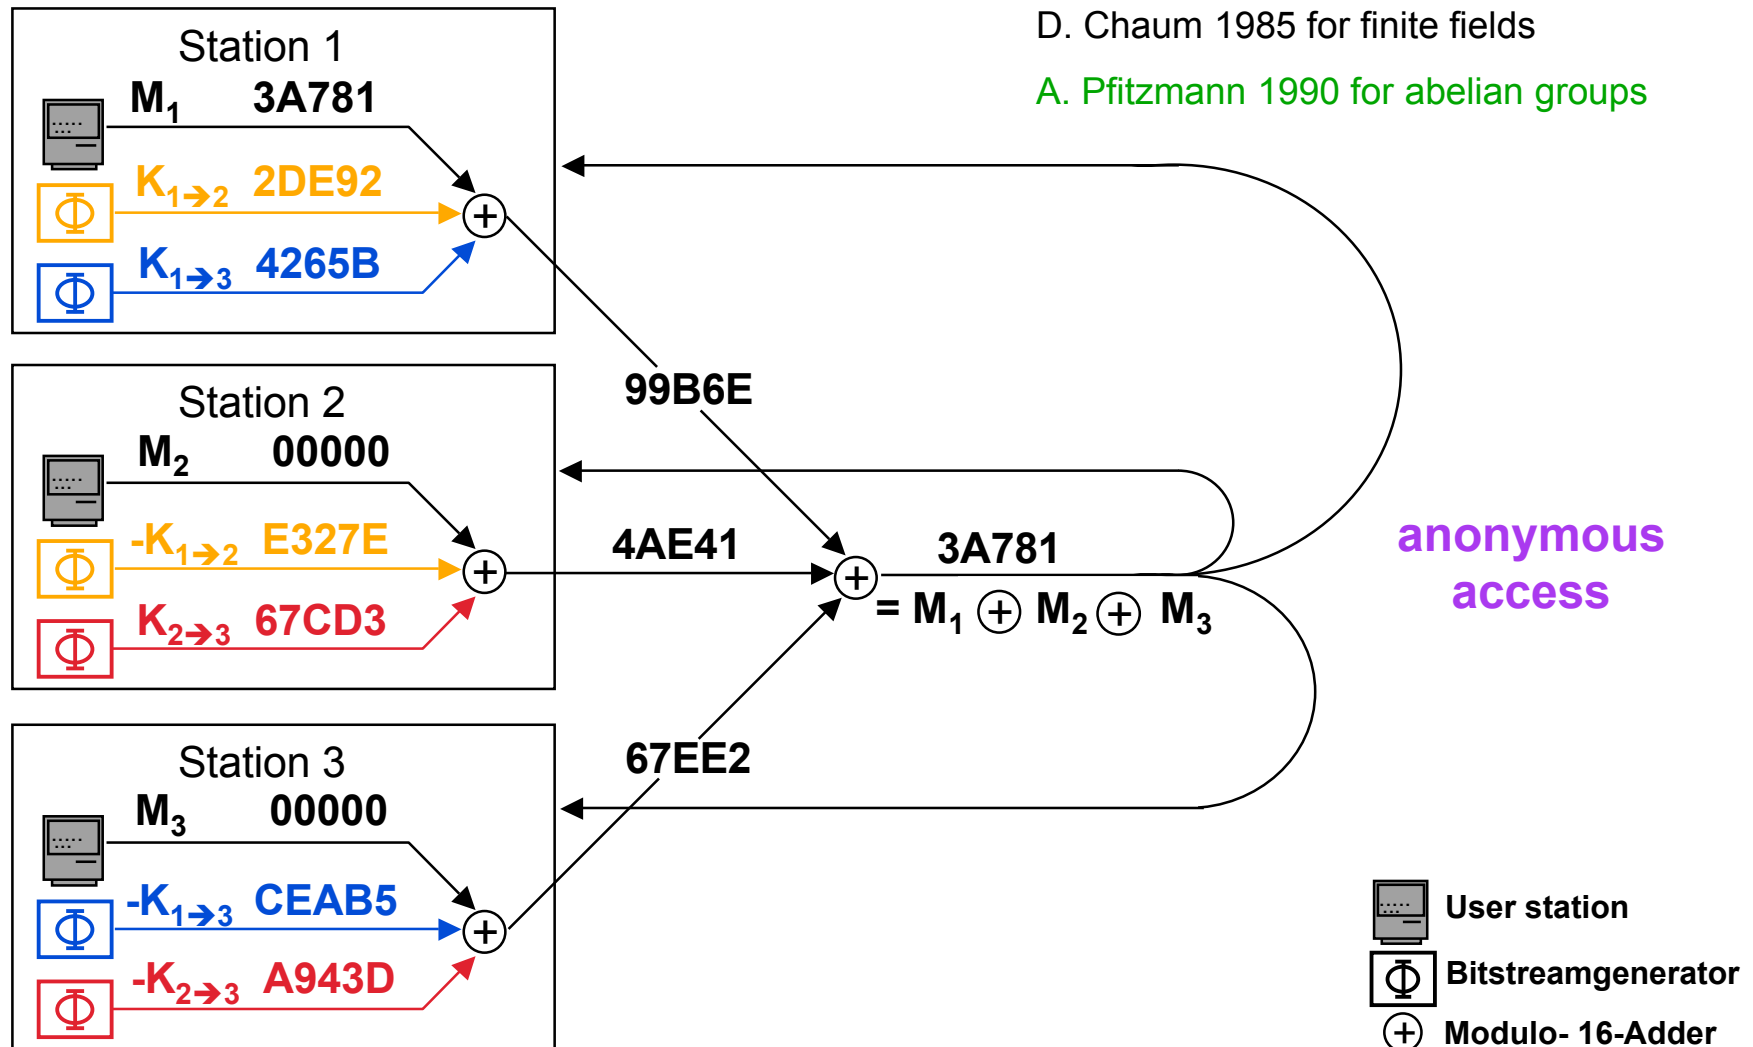 D. Chaum 1985 for finite fields
A. Pfitzmann 1990 for abelian groups
Station 1
M1 3A781
Φ K1➔2 2DE92
Φ K1➔3 4265B
+
99B6E
Station 2
M2 00000
Φ -K1➔2 E327E
Φ K2➔3 67CD3
+
4AE41
+
3A781
= M1 + M2 + M3
anonymous
access
Station 3
M3 00000
Φ -K1➔3 CEAB5
Φ -K2➔3 A943D
+
67EE2
User station
Φ Bitstreamgenerator
+ Modulo- 16-Adder